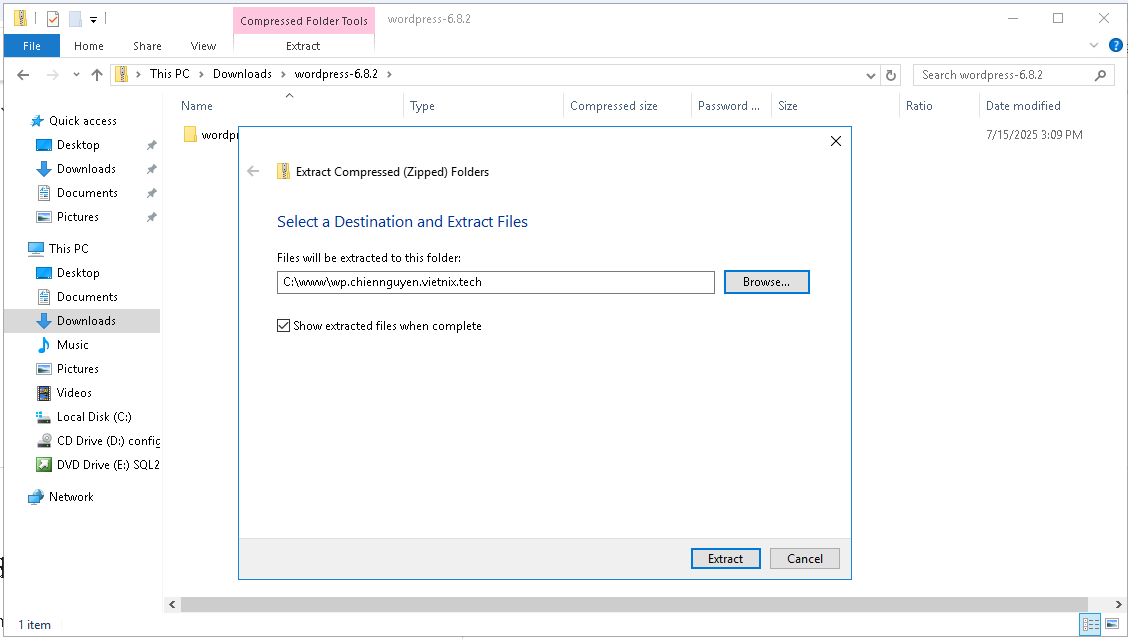 Compressed Folder Tools
wordpress-6.8.2
File
Home
Share
View
Extract
This PC
Downloads
wordpress-6.8.2
Search wordpress-6.8.2
Name
Type
Compressed size
Password ...
Size
Ratio
Date modified
7/15/2025 3:09 PM
Quick access
Desktop
Downloads
Documents
Pictures
This PC
Desktop
Documents
Downloads
Music
Pictures
Videos
Local Disk (C:)
CD Drive (D:) config
DVD Drive (E:) SQL2
Network
Extract Compressed (Zipped) Folders
Select a Destination and Extract Files
Files will be extracted to this folder:
C:\www\wp.chiennguyen.vietnix.tech
Browse...
Show extracted files when complete
Extract
Cancel
1 item